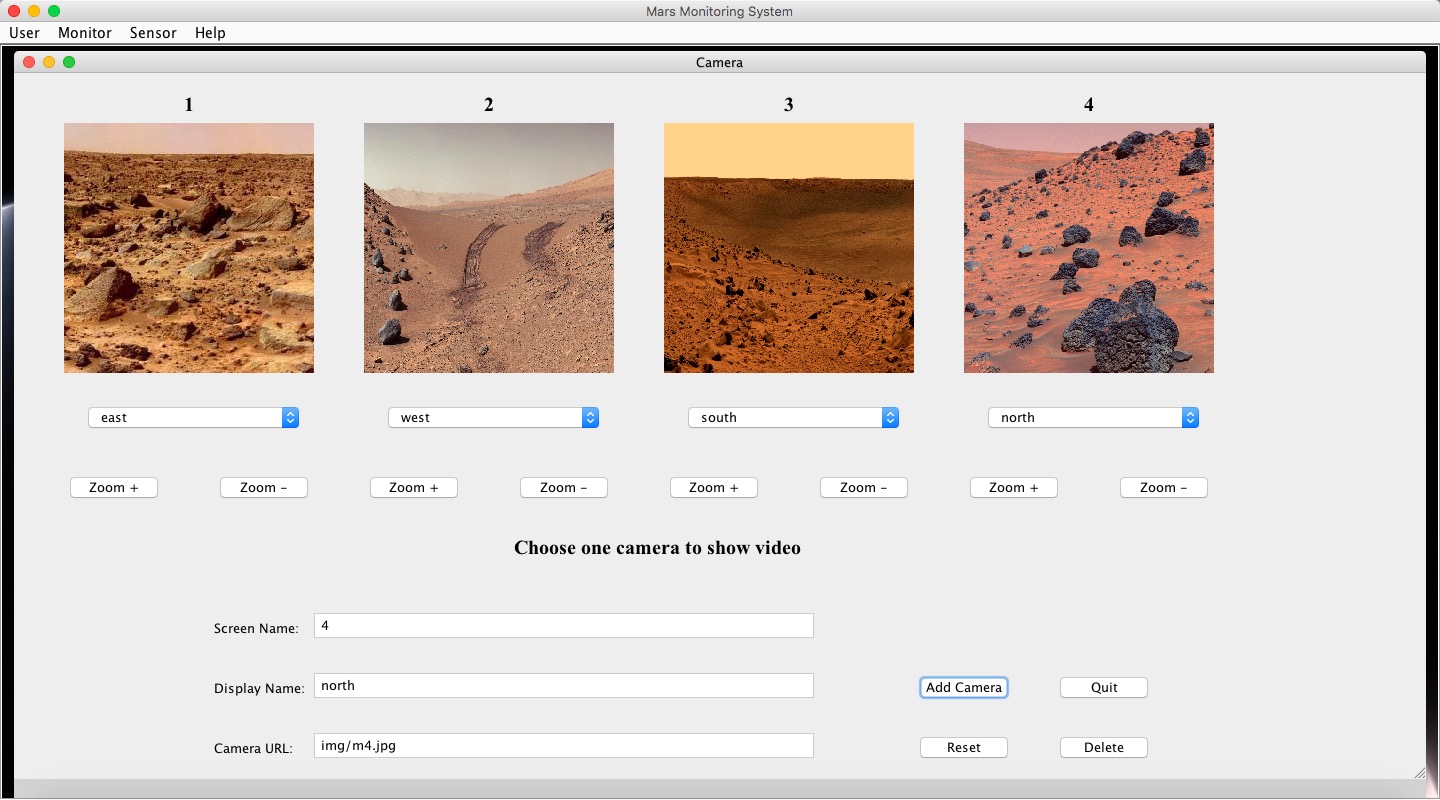 Mars Monitoring System
User Monitor Sensor Help
Camera
1 2 3 4
east west south north
Zoom + Zoom - Zoom + Zoom - Zoom + Zoom - Zoom + Zoom -
Choose one camera to show video
Screen Name: 4
Display Name: north Add Camera Quit
Camera URL: img/m4.jpg Reset Delete